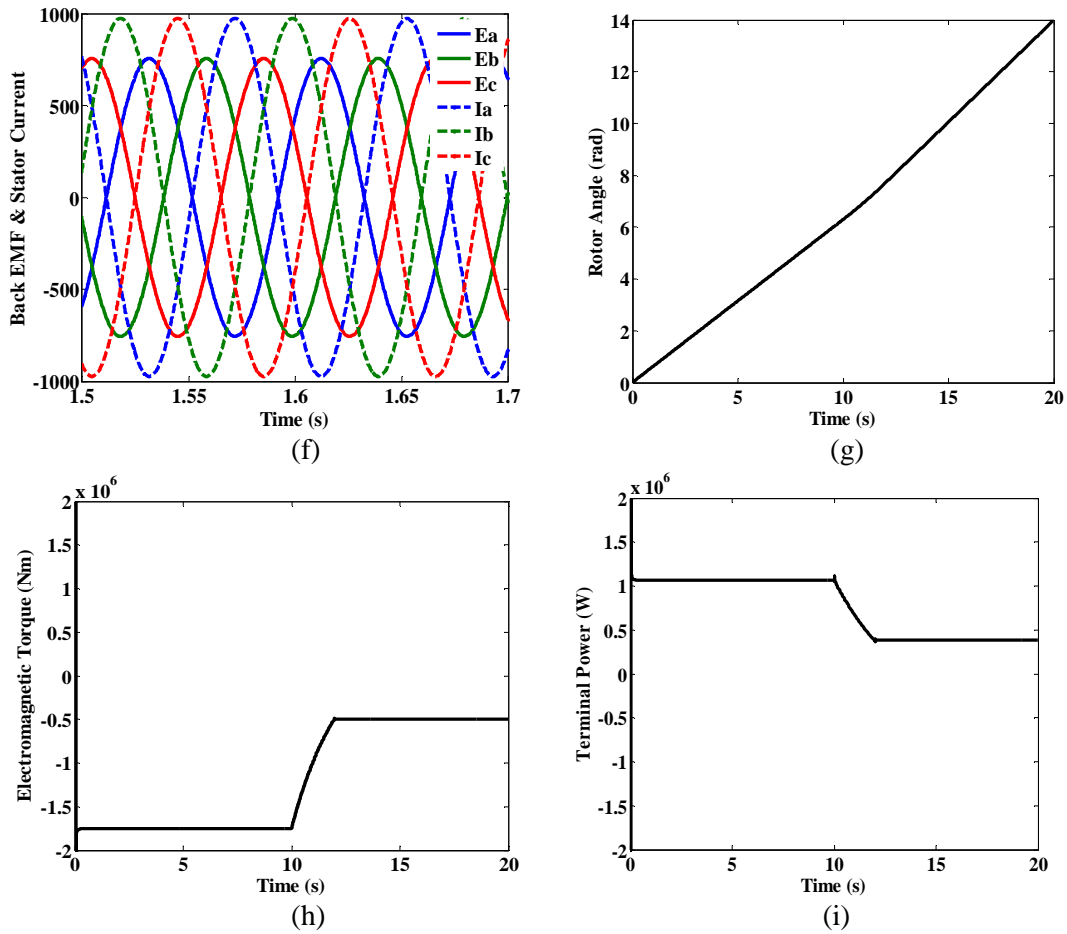 1000
500
0
-500
-1000
Back EMF & Stator Current
Ea
Eb
Ec
Ia
Ib
Ic
1.5 1.55 1.6 1.65 1.7
Time (s)
(f)
14
12
10
8
6
4
2
0
Rotor Angle (rad)
0 5 10 15 20
Time (s)
(g)
x 10^6
2
1.5
1
0.5
0
-0.5
-1
-1.5
-2
Electromagnetic Torque (Nm)
0 5 10 15 20
Time (s)
(h)
x 10^6
2
1.5
1
0.5
0
-0.5
-1
-1.5
-2
Terminal Power (W)
0 5 10 15 20
Time (s)
(i)